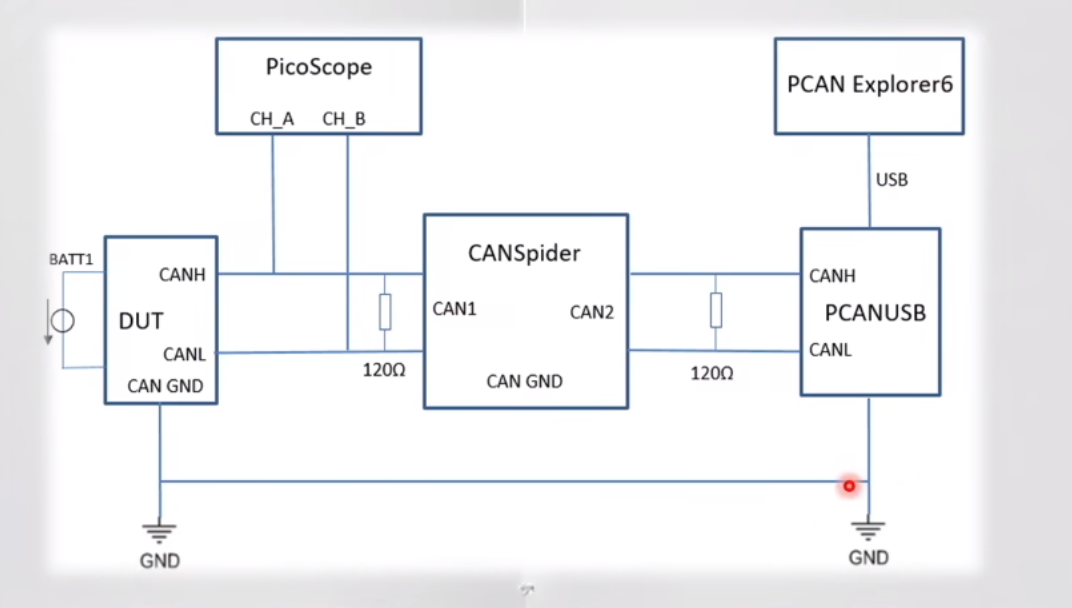 PicoScope
CH_A CH_B
PCAN Explorer6
USB
BATT1
DUT
CANH
CANL
CAN GND
120Ω
CANSpider
CAN1
CAN2
CAN GND
120Ω
CANH
PCANUSB
CANL
GND
GND